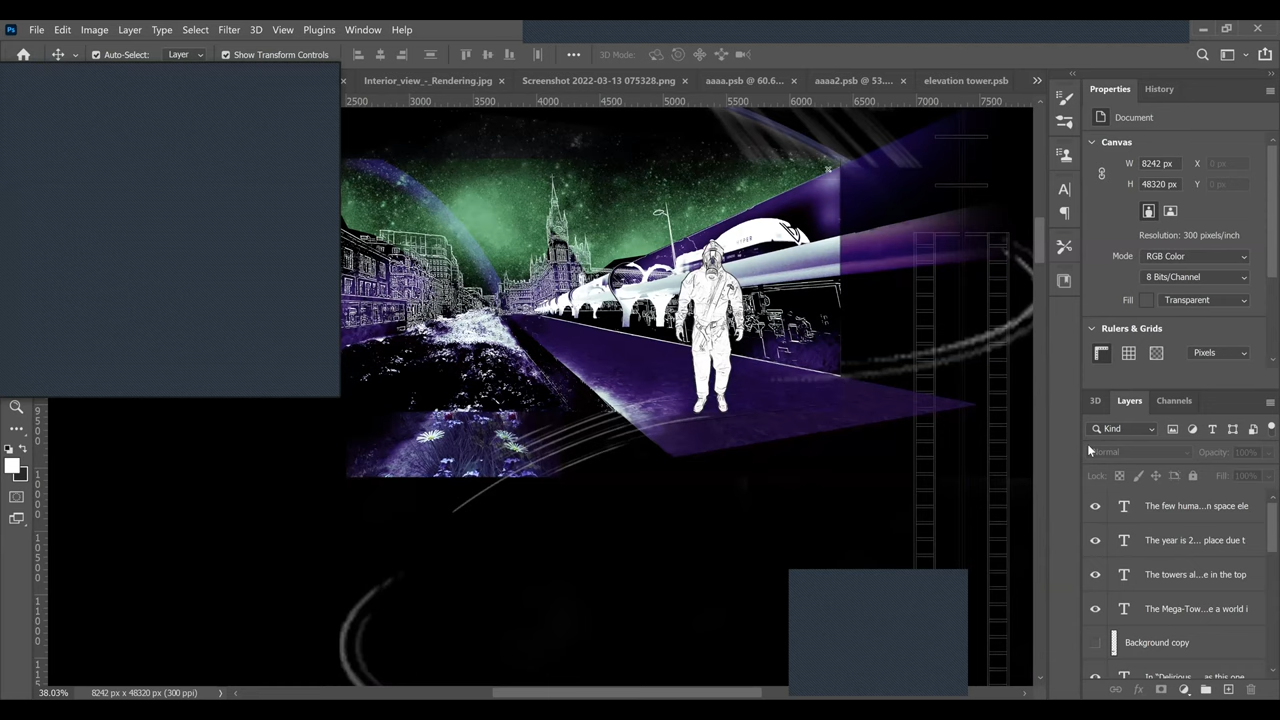 Ps File Edit Image Layer Type Select Filter 3D View Plugins Window Help
Auto-Select: Layer Show Transform Controls 3D Mode:
Interior_view_-_Rendering.jpg Screenshot 2022-03-13 075328.png aaaa.psb @ 60.6... aaaa2.psb @ 53.... elevation tower.psb
2500 3000 3500 4000 4500 5000 5500 6000 6500 7000 7500
Properties History
Document
Canvas
W 8242 px X 0 px
H 48320 px Y 0 px
Resolution: 300 pixels/inch
Mode RGB Color
8 Bits/Channel
Fill Transparent
Rulers & Grids
Pixels
HYPER
3D Layers Channels
Kind
Normal Opacity: 100%
Lock: Fill: 100%
The few huma...n space ele
The year is 2... place due t
The towers al...e in the top
The Mega-Tow...e a world i
Background copy
In "Delirious ... as this one
9500
10000
10500
11000
38.03% 8242 px x 48320 px (300 ppi)